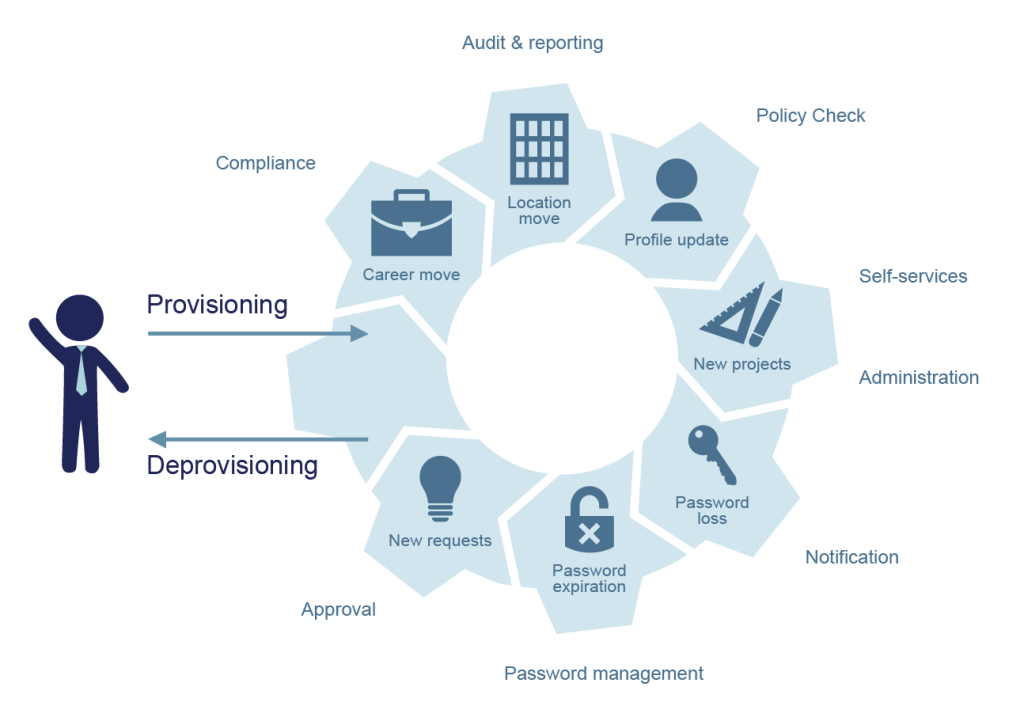 Audit & reporting
Policy Check
Compliance
Location
move
Profile update
Career move
Self-services
Provisioning
New projects
Administration
Deprovisioning
Password
loss
New requests
Password
expiration
Notification
Approval
Password management